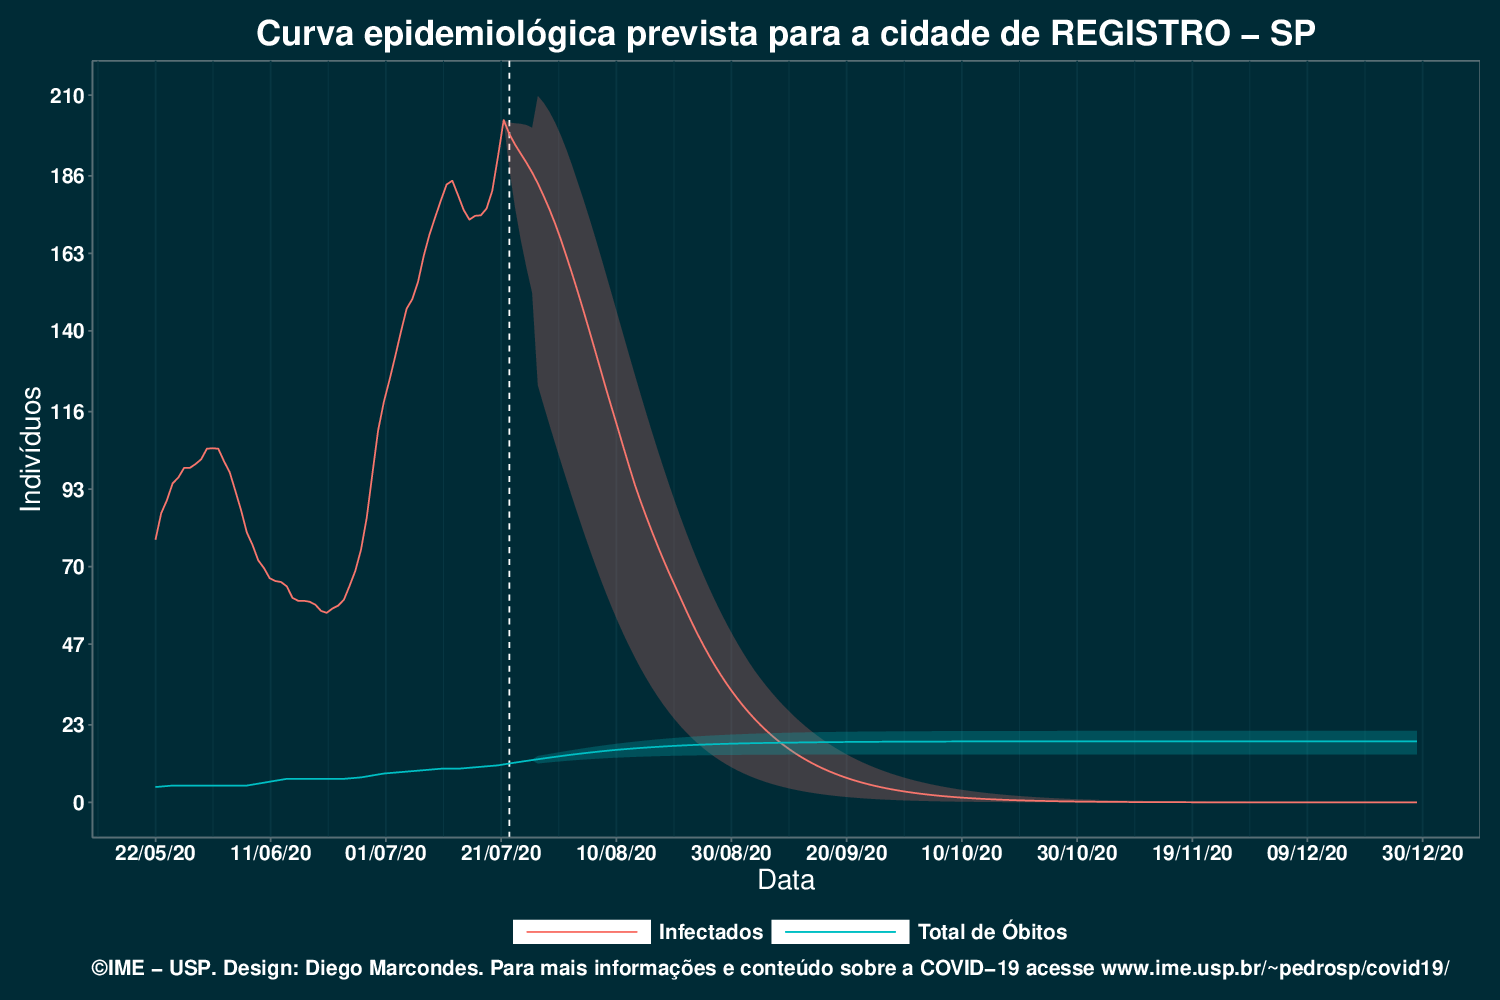 Curva epidemiológica prevista para a cidade de REGISTRO – SP
210
186
163
140
116
93
70
47
23
0
Indivíduos
22/05/20 11/06/20 01/07/20 21/07/20 10/08/20 30/08/20 20/09/20 10/10/20 30/10/20 19/11/20 09/12/20 30/12/20
Data
Infectados Total de Óbitos
©IME – USP. Design: Diego Marcondes. Para mais informações e conteúdo sobre a COVID–19 acesse www.ime.usp.br/~pedrosp/covid19/